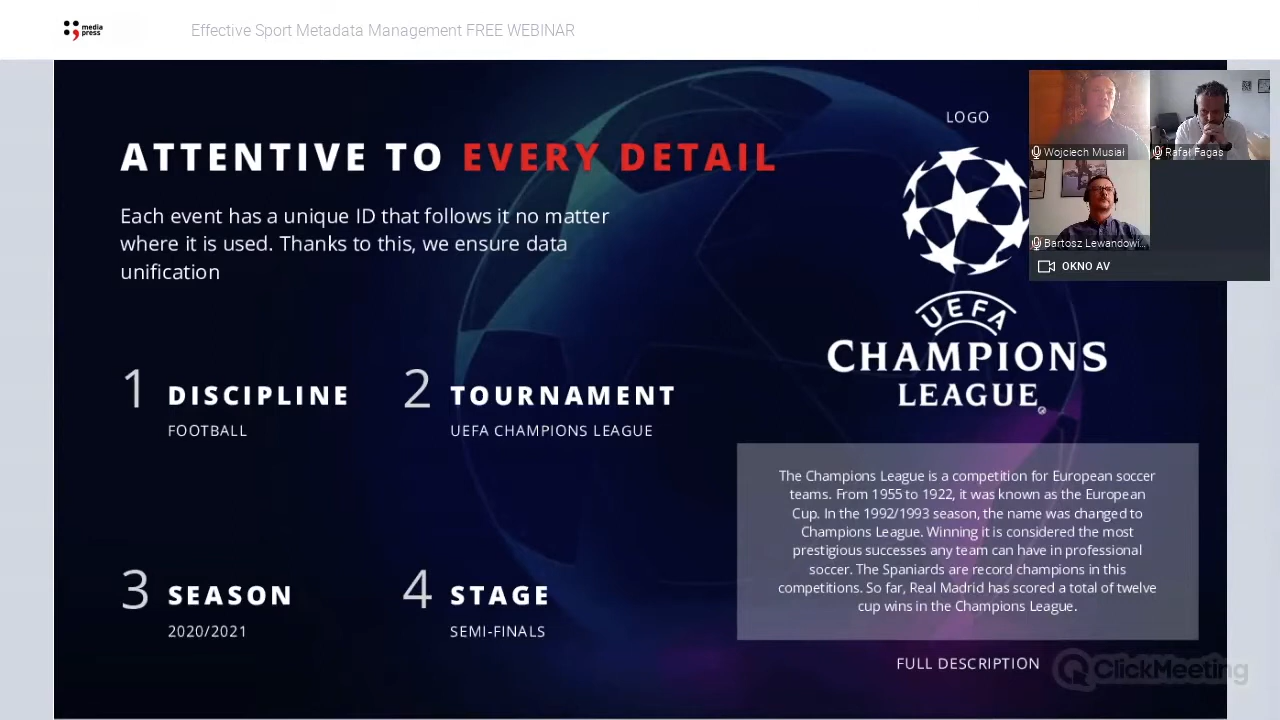 media
press
Effective Sport Metadata Management FREE WEBINAR
ATTENTIVE TO EVERY DETAIL
Each event has a unique ID that follows it no matter
where it is used. Thanks to this, we ensure data
unification
1 DISCIPLINE
FOOTBALL
2 TOURNAMENT
UEFA CHAMPIONS LEAGUE
3 SEASON
2020/2021
4 STAGE
SEMI-FINALS
LOGO
UEFA
CHAMPIONS
LEAGUE
The Champions League is a competition for European soccer
teams. From 1955 to 1922, it was known as the European
Cup. In the 1992/1993 season, the name was changed to
Champions League. Winning it is considered the most
prestigious successes any team can have in professional
soccer. The Spaniards are record champions in this
competitions. So far, Real Madrid has scored a total of twelve
cup wins in the Champions League.
FULL DESCRIPTION
Wojciech Musiał
Rafał Fagas
Bartosz Lewandowi...
OKNO AV
ClickMeeting